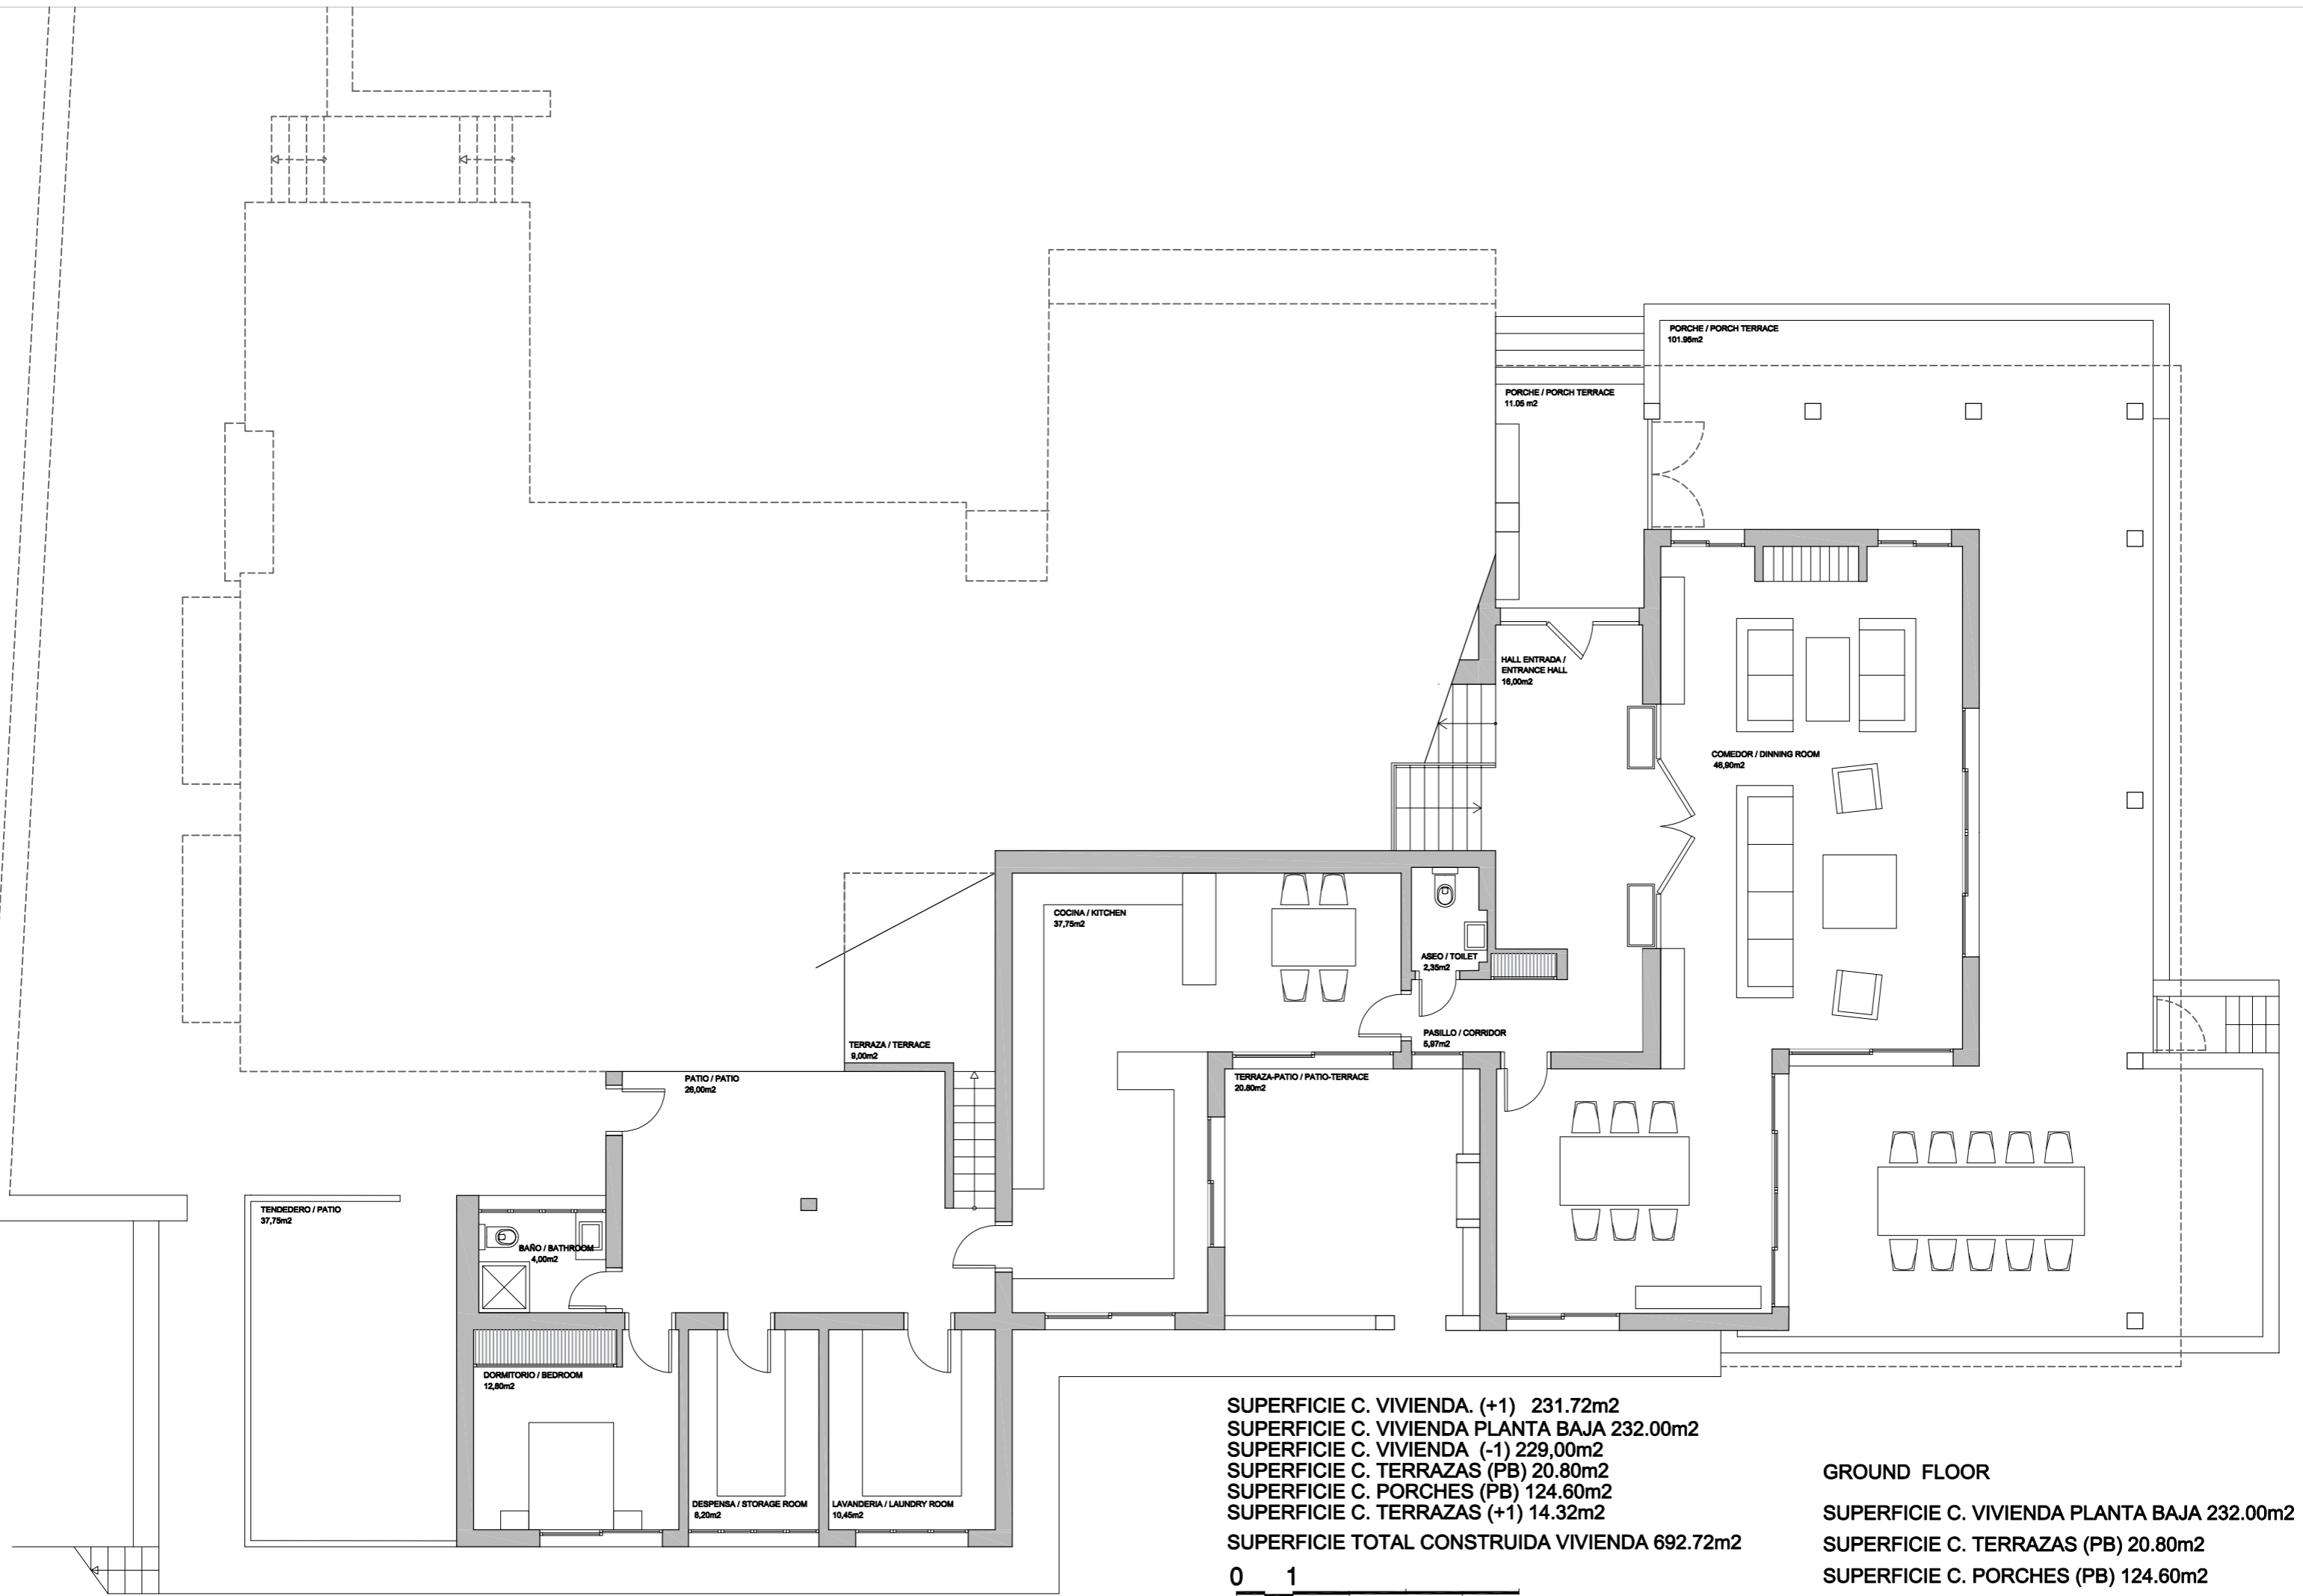 PORCHE / PORCH TERRACE
101.95m2
PORCHE / PORCH TERRACE
11.05 m2
HALL ENTRADA /
ENTRANCE HALL
16,00m2
COMEDOR / DINNING ROOM
46,90m2
COCINA / KITCHEN
37,75m2
ASEO / TOILET
2,35m2
PASILLO / CORRIDOR
5,97m2
TERRAZA / TERRACE
9,00m2
PATIO / PATIO
26,00m2
TERRAZA-PATIO / PATIO-TERRACE
20.80m2
TENDEDERO / PATIO
37,75m2
BAÑO / BATHROOM
4,00m2
DORMITORIO / BEDROOM
12,80m2
DESPENSA / STORAGE ROOM
8,20m2
LAVANDERIA / LAUNDRY ROOM
10,45m2
SUPERFICIE C. VIVIENDA. (+1) 231.72m2
SUPERFICIE C. VIVIENDA PLANTA BAJA 232.00m2
SUPERFICIE C. VIVIENDA (-1) 229,00m2
SUPERFICIE C. TERRAZAS (PB) 20.80m2
SUPERFICIE C. PORCHES (PB) 124.60m2
SUPERFICIE C. TERRAZAS (+1) 14.32m2
SUPERFICIE TOTAL CONSTRUIDA VIVIENDA 692.72m2
0 1
GROUND FLOOR
SUPERFICIE C. VIVIENDA PLANTA BAJA 232.00m2
SUPERFICIE C. TERRAZAS (PB) 20.80m2
SUPERFICIE C. PORCHES (PB) 124.60m2